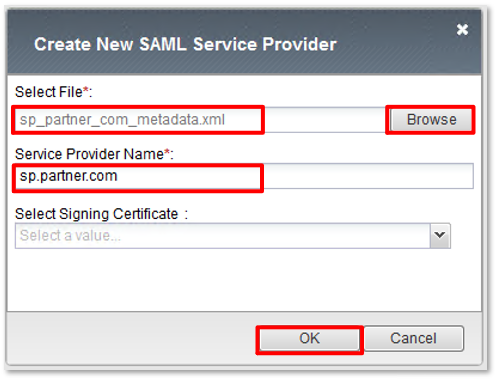 Create New SAML Service Provider
Select File*:
sp_partner_com_metadata.xml
Browse
Service Provider Name*:
sp.partner.com
Select Signing Certificate :
Select a value...
OK
Cancel